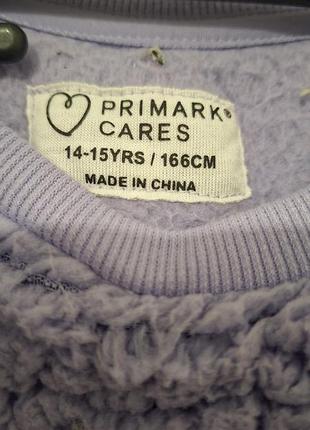 PRIMARK®
CARES
14-15YRS / 166CM
MADE IN CHINA